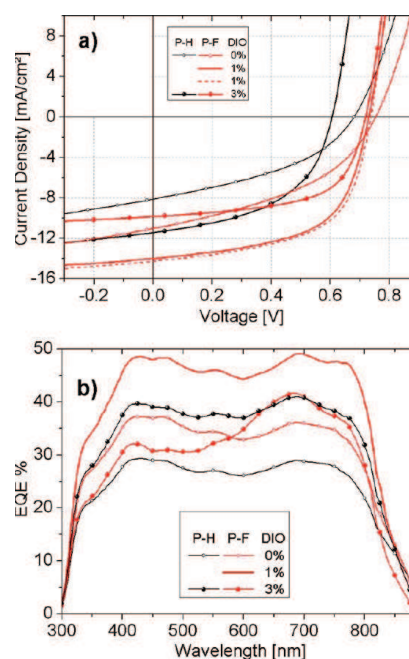 a)
P-H P-F DIO
0%
1%
1%
3%
Current Density [mA/cm²]
8
4
0
-4
-8
-12
-16
-0.2 0.0 0.2 0.4 0.6 0.8
Voltage [V]
b)
EQE %
50
40
30
20
10
0
P-H P-F DIO
0%
1%
3%
300 400 500 600 700 800
Wavelength [nm]